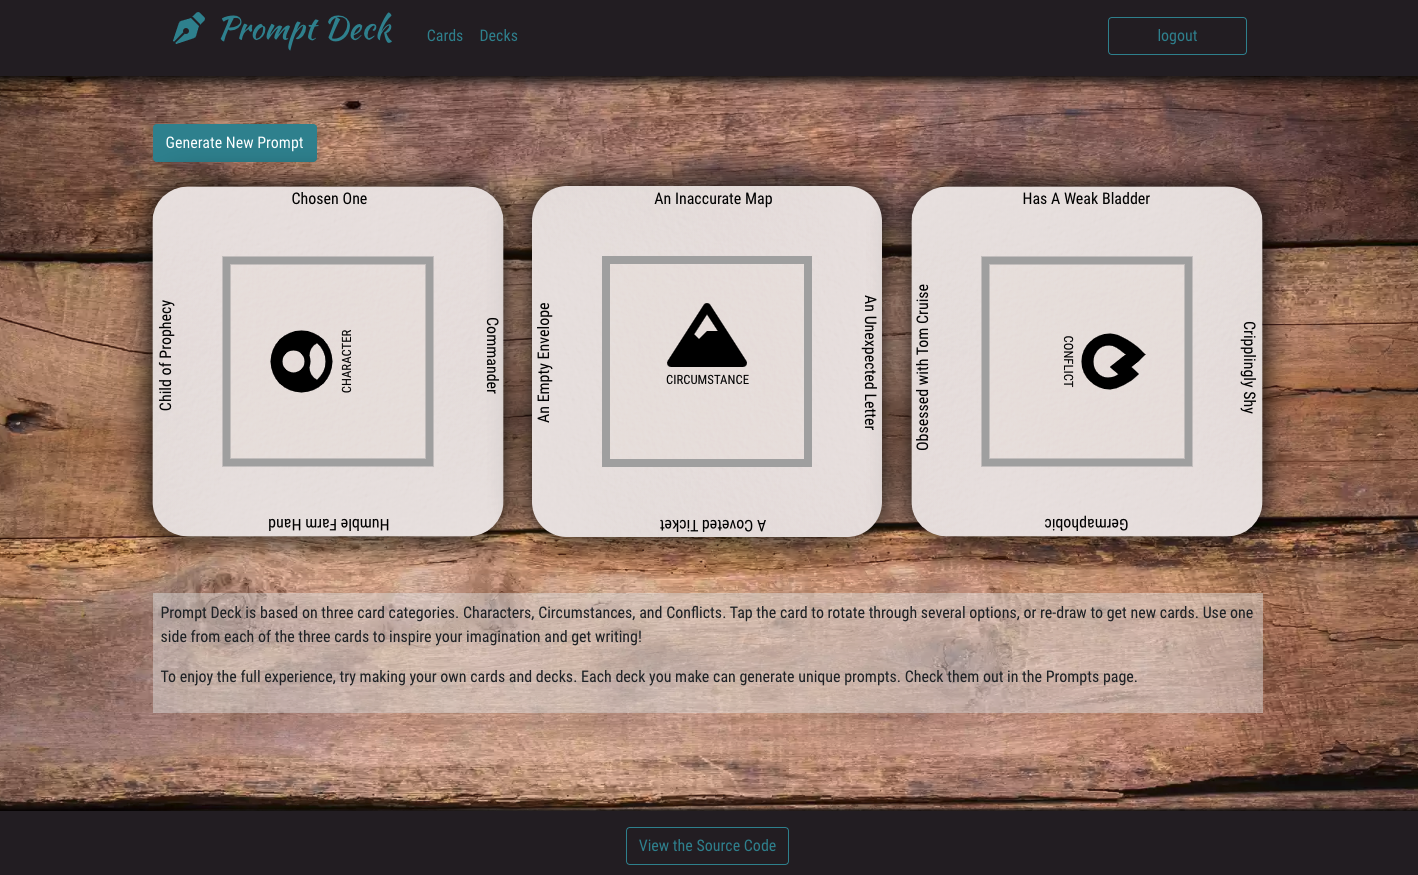 Prompt Deck
Cards
Decks
logout
Generate New Prompt
Chosen One
Child of Prophecy
CHARACTER
Commander
Humble Farm Hand
An Inaccurate Map
An Empty Envelope
CIRCUMSTANCE
An Unexpected Letter
A Coveted Ticket
Has A Weak Bladder
Obsessed with Tom Cruise
CONFLICT
Cripplingly Shy
Germaphobic
Prompt Deck is based on three card categories. Characters, Circumstances, and Conflicts. Tap the card to rotate through several options, or re-draw to get new cards. Use one
side from each of the three cards to inspire your imagination and get writing!
To enjoy the full experience, try making your own cards and decks. Each deck you make can generate unique prompts. Check them out in the Prompts page.
View the Source Code